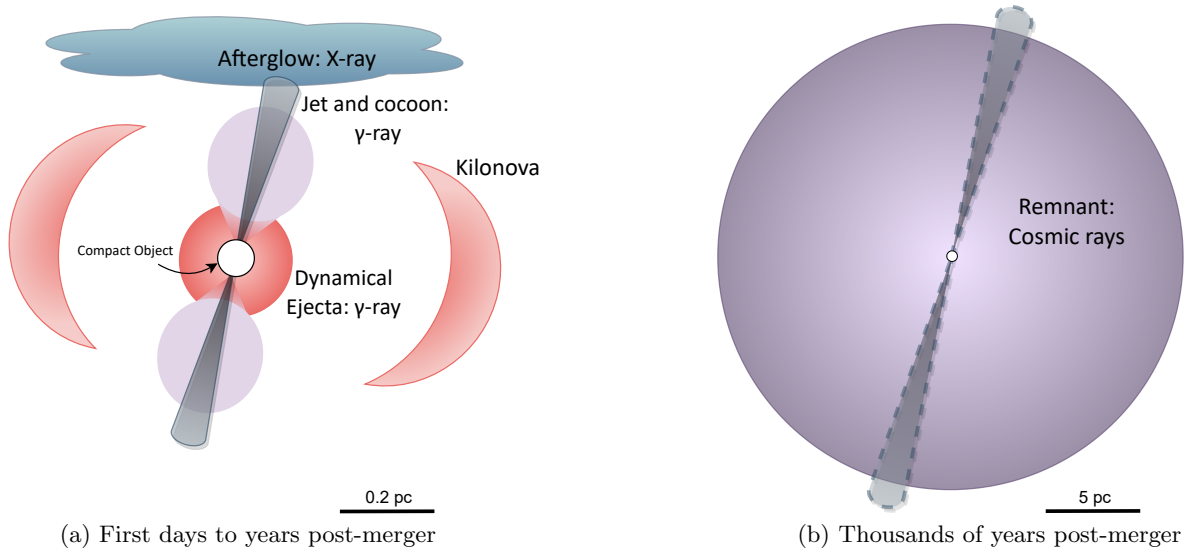 Afterglow: X-ray
Jet and cocoon:
γ-ray
Kilonova
Compact Object
Dynamical
Ejecta: γ-ray
0.2 pc
(a) First days to years post-merger
Remnant:
Cosmic rays
5 pc
(b) Thousands of years post-merger